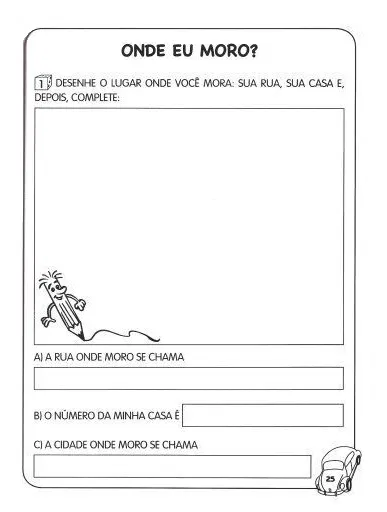 ONDE EU MORO?
1 DESENHE O LUGAR ONDE VOCÊ MORA: SUA RUA, SUA CASA E,
DEPOIS, COMPLETE:
A) A RUA ONDE MORO SE CHAMA
B) O NÚMERO DA MINHA CASA É
C) A CIDADE ONDE MORO SE CHAMA
25